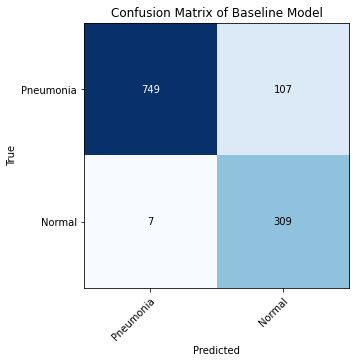 Confusion Matrix of Baseline Model
True
Pneumonia
749
107
Normal
7
309
Pneumonia
Normal
Predicted